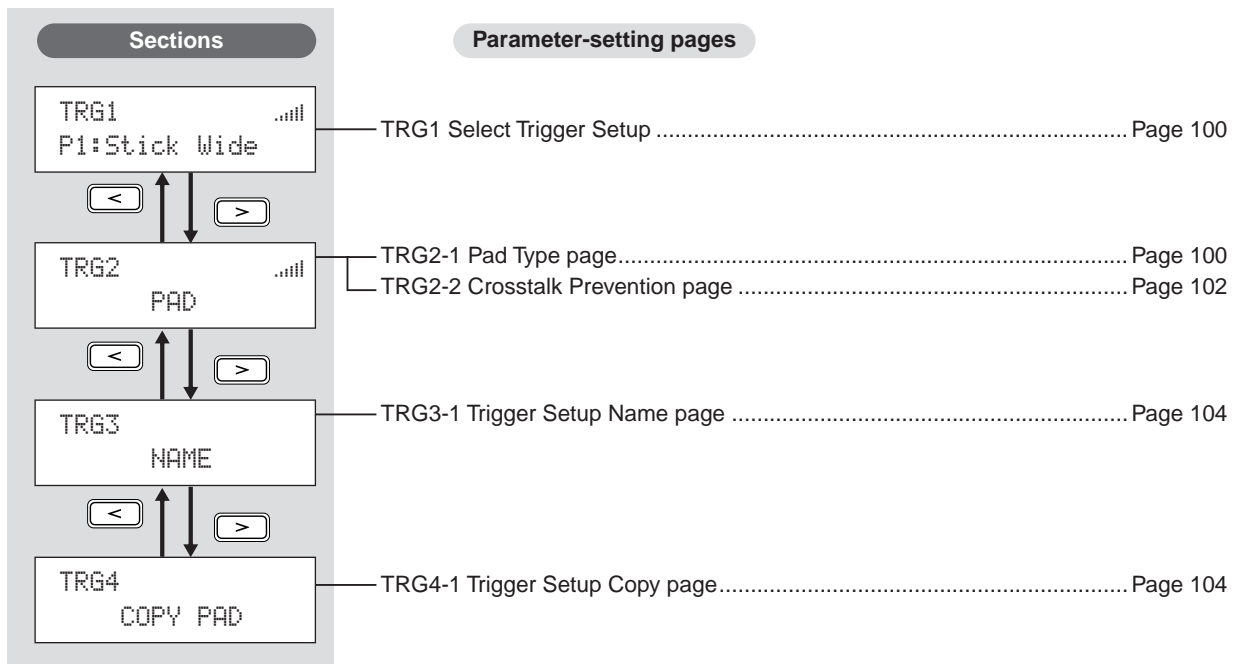 Sections
Parameter-setting pages
TRG1
P1:Stick Wide
TRG1 Select Trigger Setup ........................................................................................ Page 100
<
>
TRG2
PAD
TRG2-1 Pad Type page............................................................................................... Page 100
TRG2-2 Crosstalk Prevention page ........................................................................... Page 102
<
>
TRG3
NAME
TRG3-1 Trigger Setup Name page ............................................................................ Page 104
<
>
TRG4
COPY PAD
TRG4-1 Trigger Setup Copy page.............................................................................. Page 104